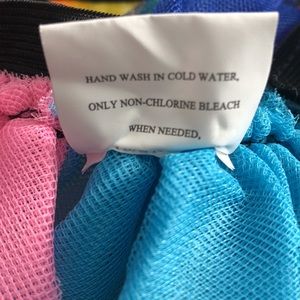 HAND WASH IN COLD WATER.
ONLY NON-CHLORINE BLEACH
WHEN NEEDED.